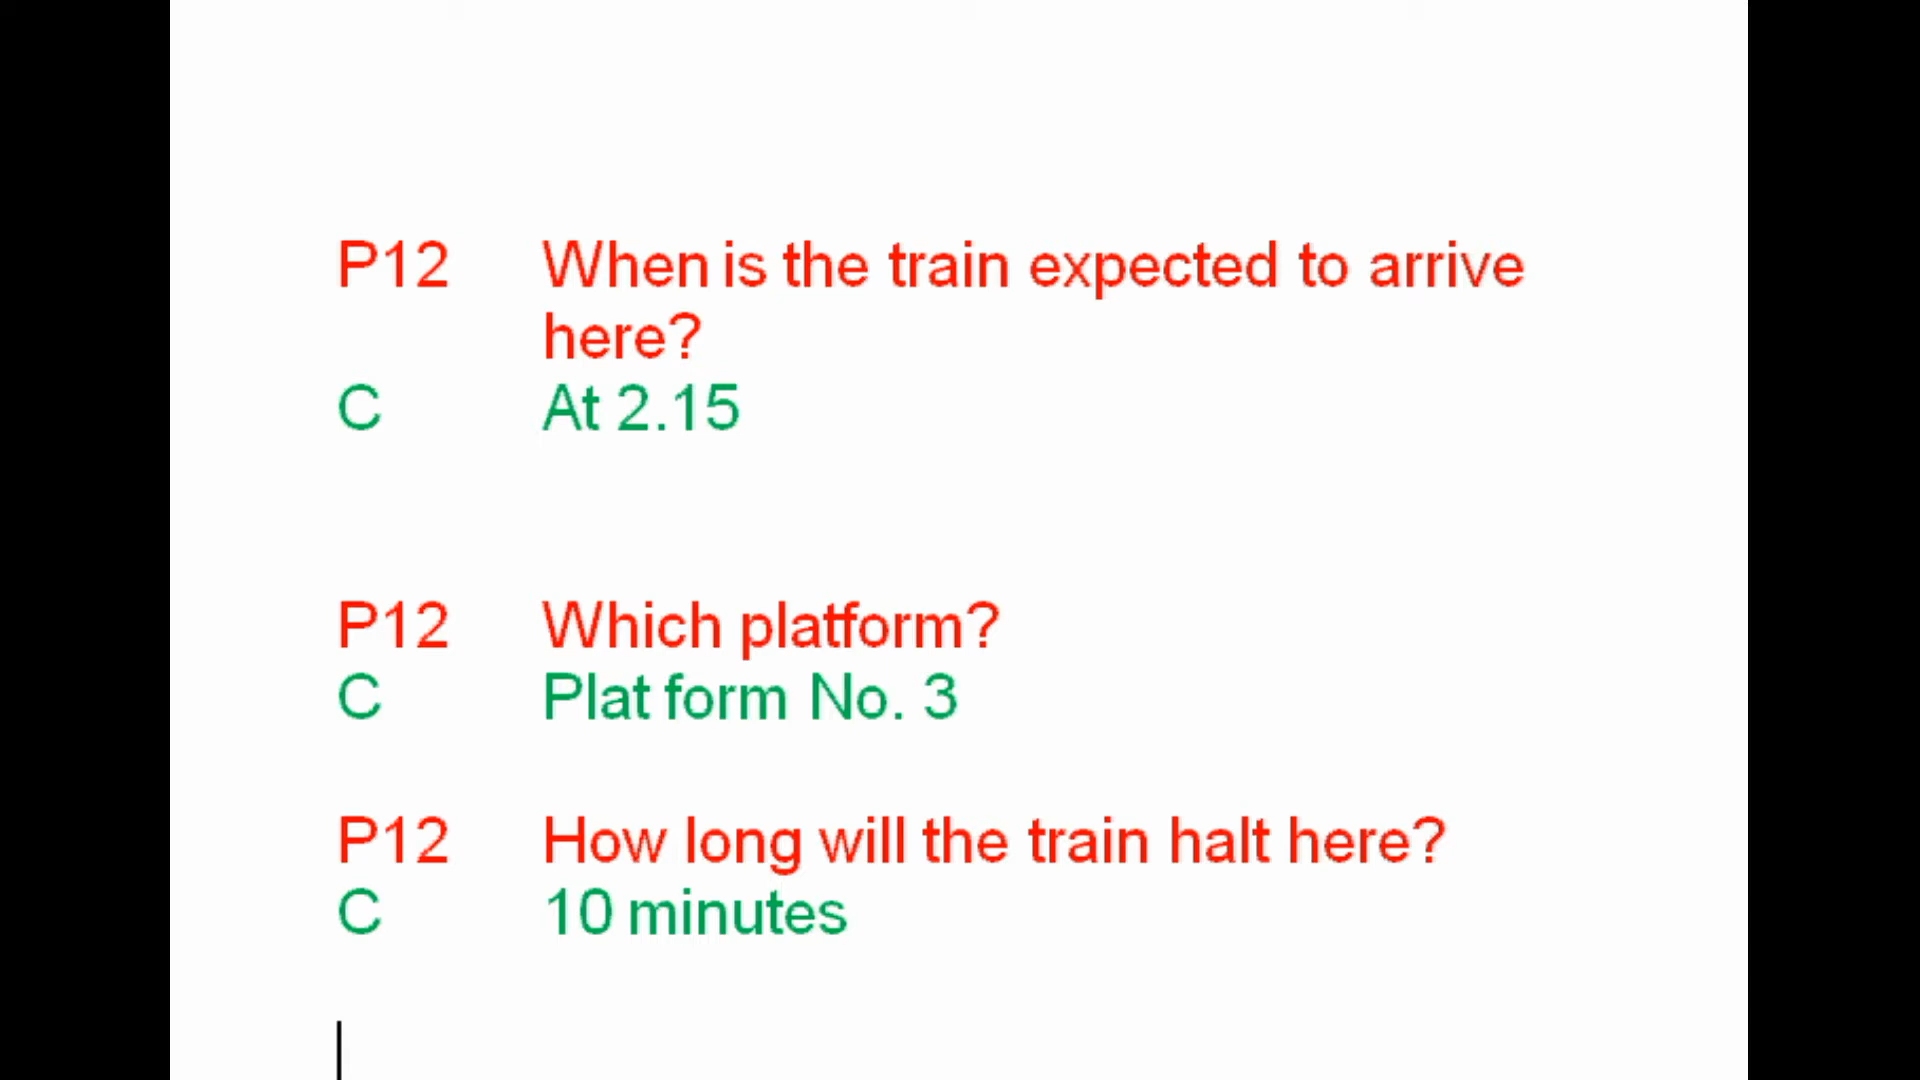 P12 When is the train expected to arrive
here?
C At 2.15
P12 Which platform?
C Plat form No. 3
P12 How long will the train halt here?
C 10 minutes